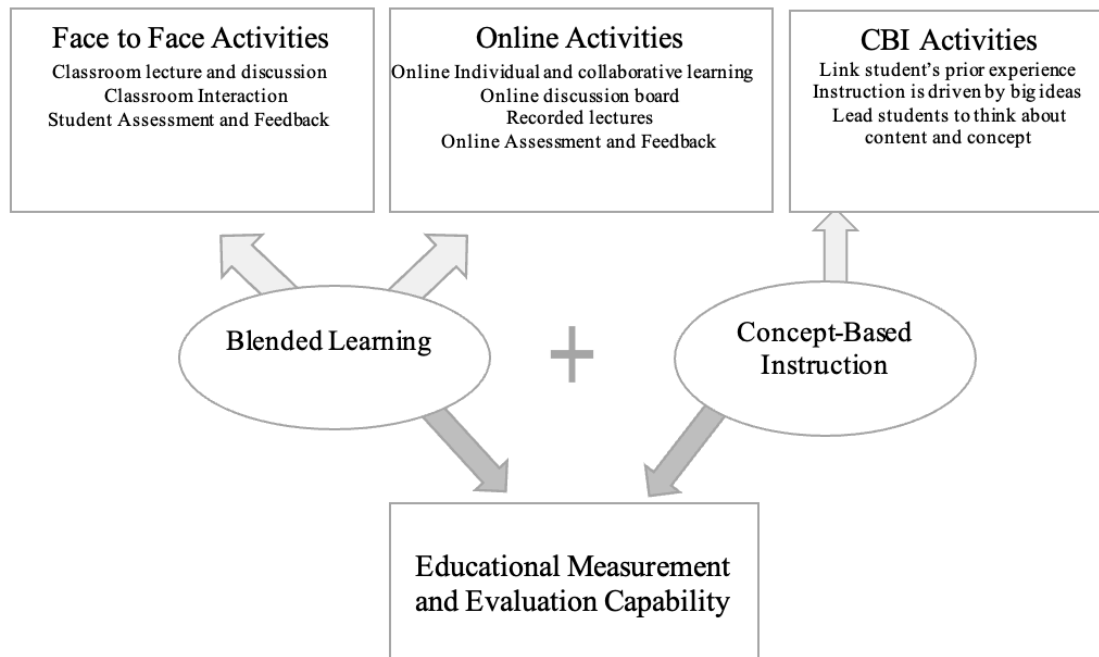 Face to Face Activities
Classroom lecture and discussion
Classroom Interaction
Student Assessment and Feedback
Online Activities
Online Individual and collaborative learning
Online discussion board
Recorded lectures
Online Assessment and Feedback
CBI Activities
Link student's prior experience
Instruction is driven by big ideas
Lead students to think about
content and concept
Blended Learning
+
Concept-Based
Instruction
Educational Measurement
and Evaluation Capability